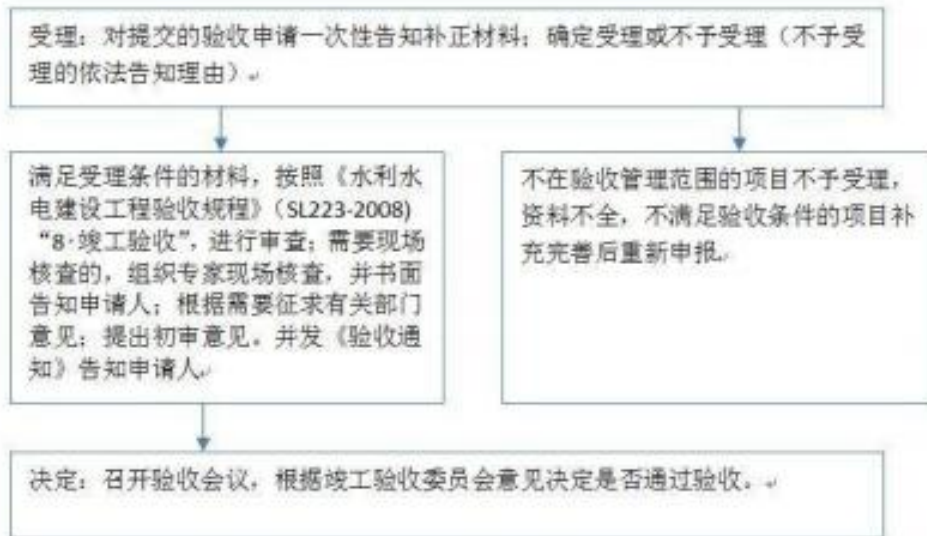 受理：对提交的验收申请一次性告知补正材料；确定受理或不予受理（不予受
理的依法告知理由）。
满足受理条件的材料，按照《水利水
电建设工程验收规程》（SL223-2008)
“8·竣工验收”，进行审查；需要现场
核查的，组织专家现场核查，并书面
告知申请人；根据需要征求有关部门
意见；提出初审意见。并发《验收通
知》告知申请人。
不在验收管理范围的项目不予受理，
资料不全，不满足验收条件的项目补
充完善后重新申报。
决定：召开验收会议，根据竣工验收委员会意见决定是否通过验收。